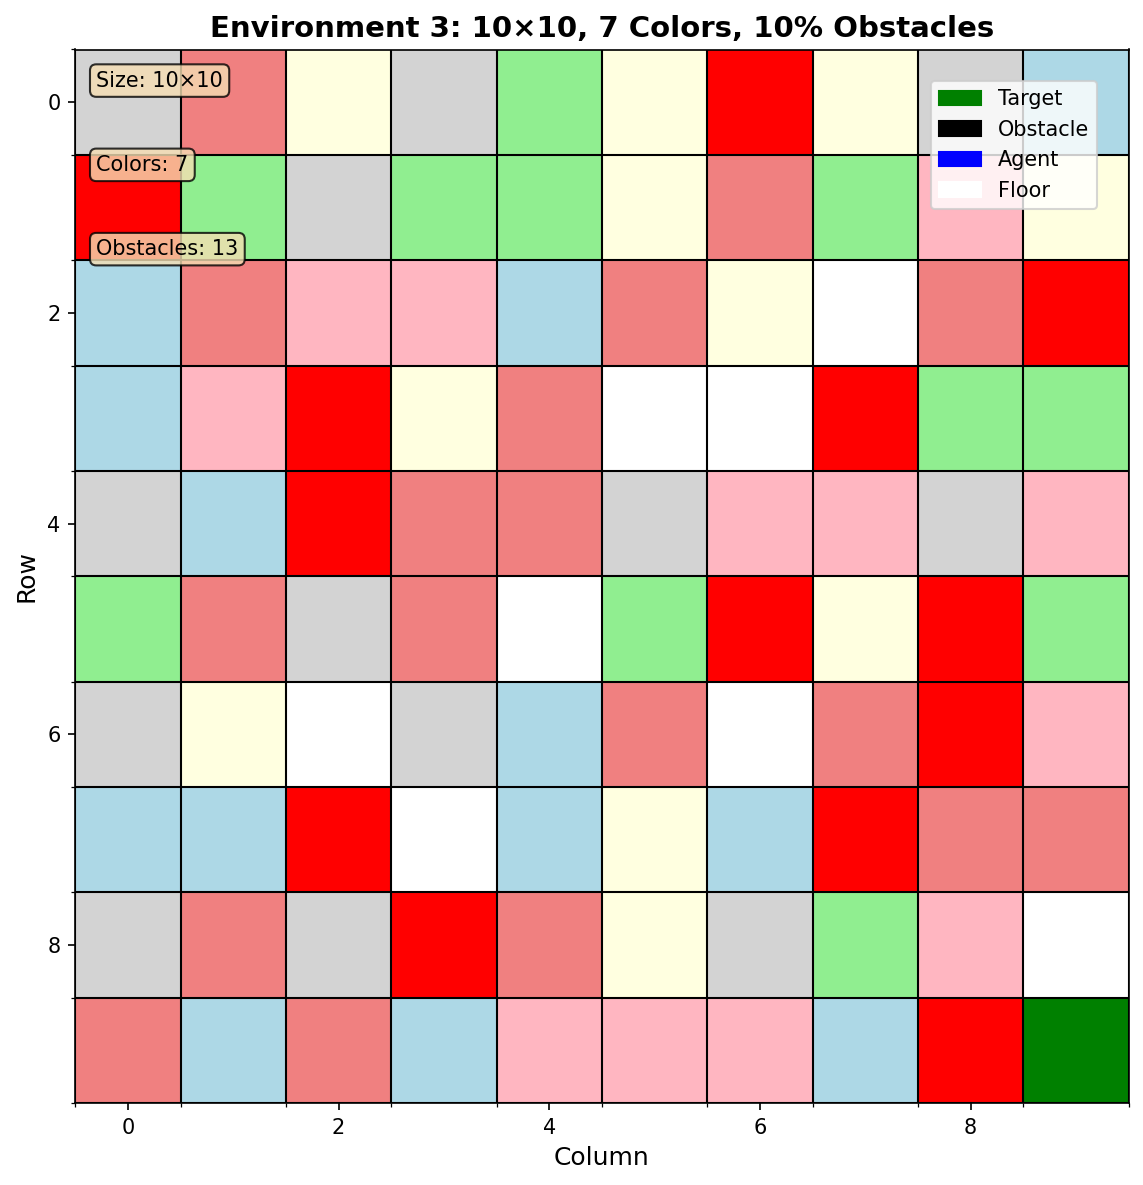 Environment 3: 10×10, 7 Colors, 10% Obstacles
Size: 10×10
Colors: 7
Obstacles: 13
Target
Obstacle
Agent
Floor
0
2
4
6
8
Row
0
2
4
6
8
Column